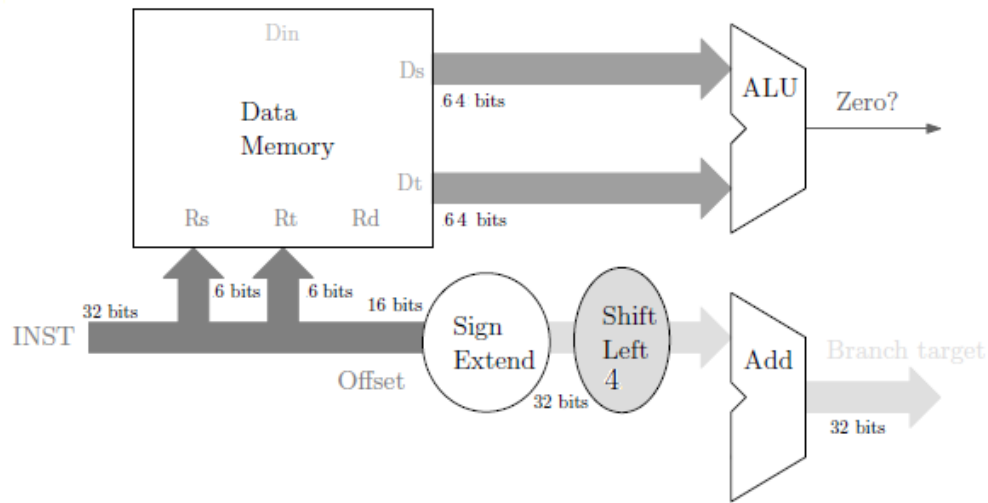 Din
Ds
.64 bits
ALU
Zero?
Data
Memory
Dt
.64 bits
Rs
Rt
Rd
32 bits
.6 bits
.6 bits
16 bits
INST
Offset
Sign
Extend
32 bits
Shift
Left
4
Add
Branch target
32 bits